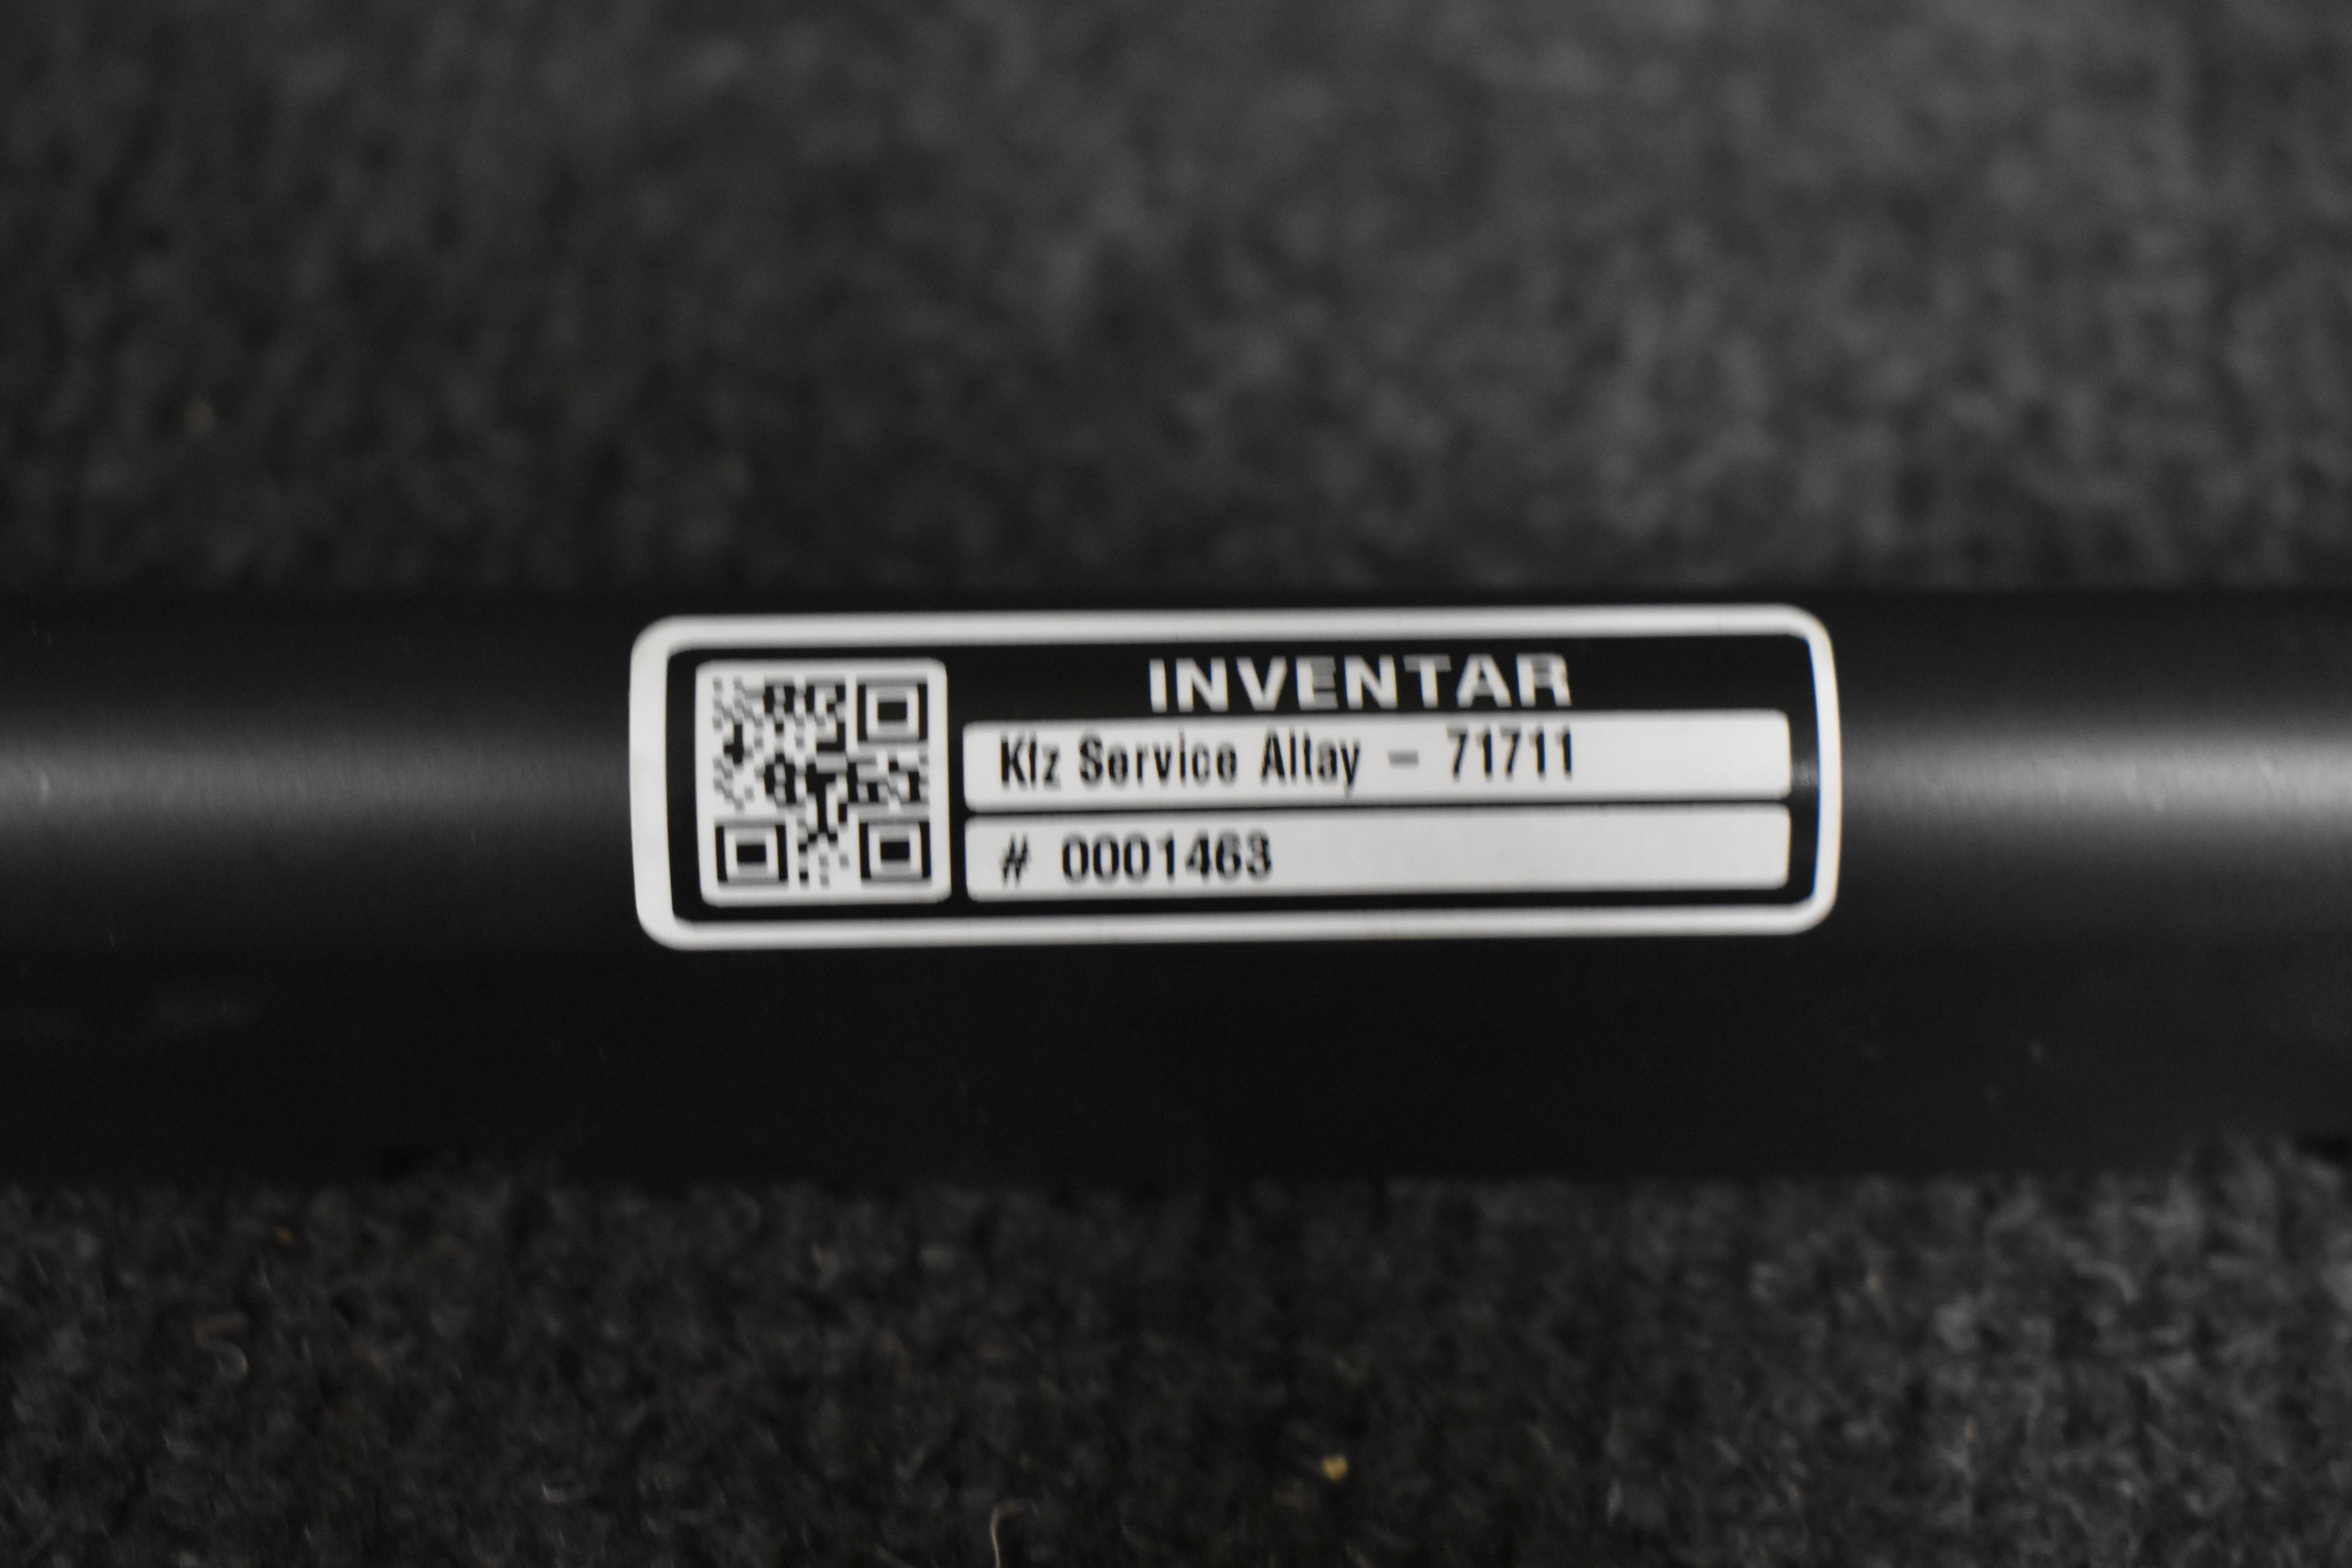 INVENTAR
Kfz Service Altay - 71711
# 0001463